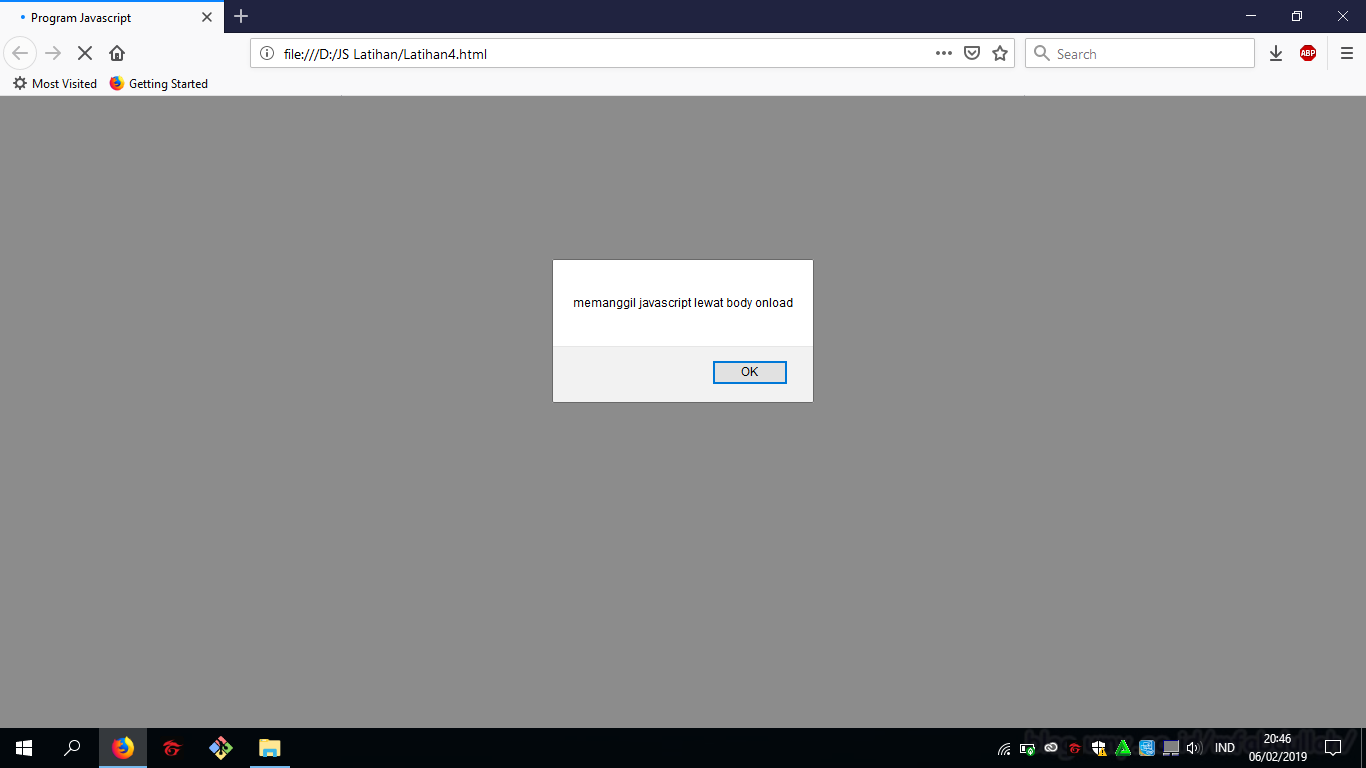 Program Javascript
file:///D:/JS Latihan/Latihan4.html
Search
ABP
Most Visited
Getting Started
memanggil javascript lewat body onload
OK
IND
20:46
06/02/2019